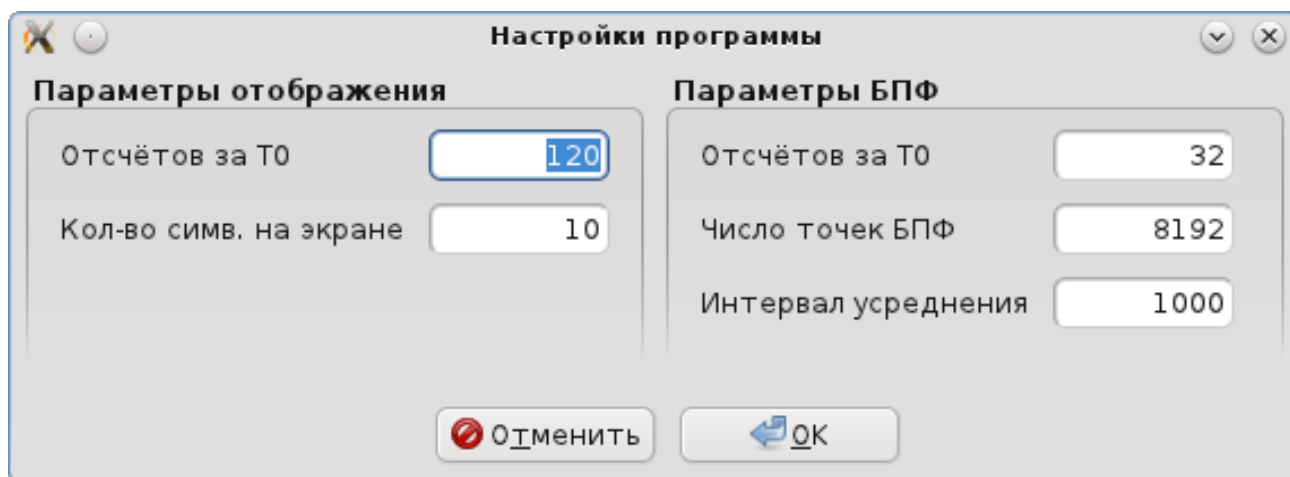 Настройки программы
Параметры отображения
Отсчётов за Т0
120
Кол-во симв. на экране
10
Параметры БПФ
Отсчётов за Т0
32
Число точек БПФ
8192
Интервал усреднения
1000
Отменить
OK